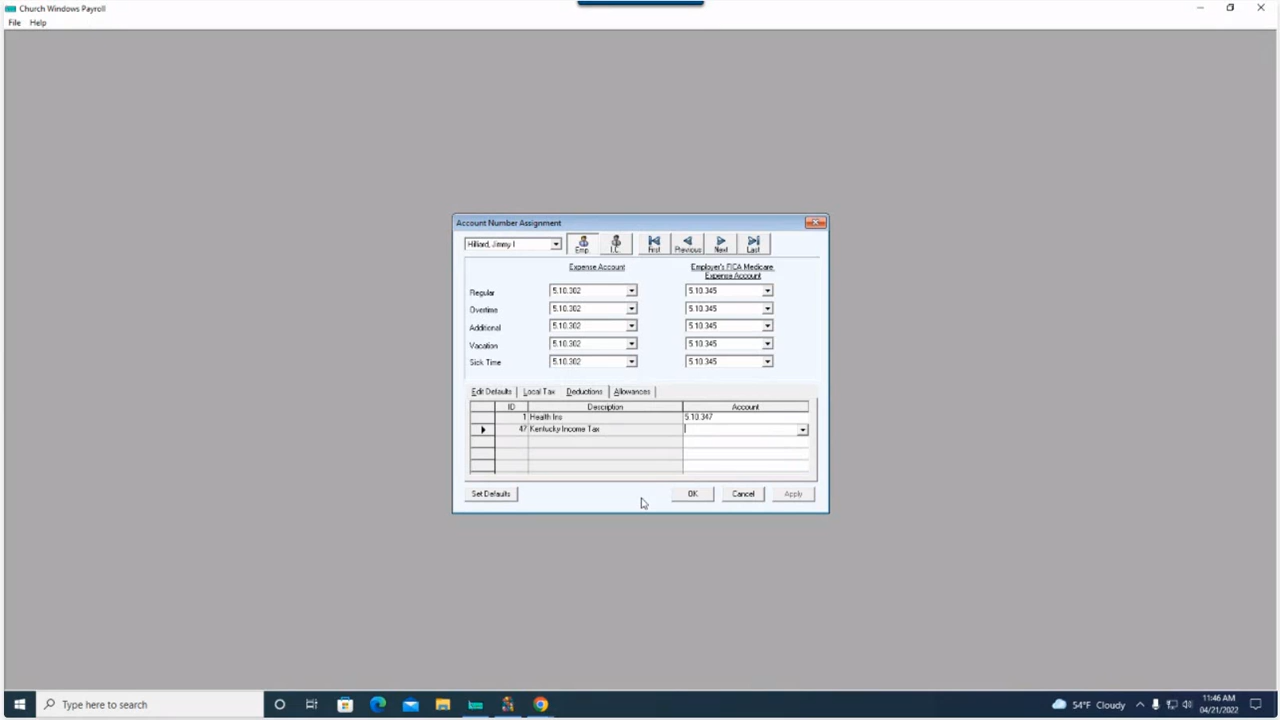 Church Windows Payroll
File Help
Account Number Assignment
Hilliard, Jimmy I Emp. I.C. First Previous Next Last
Expense Account Employer's FICA Medicare
Expense Account
Regular 5.10.302 5.10.345
Overtime 5.10.302 5.10.345
Additional 5.10.302 5.10.345
Vacation 5.10.302 5.10.345
Sick Time 5.10.302 5.10.345
Edit Defaults Local Tax Deductions Allowances
ID Description Account
1 Health Ins 5.10.347
47 Kentucky Income Tax
Set Defaults OK Cancel Apply
Type here to search 54°F Cloudy 11:46 AM
04/21/2022